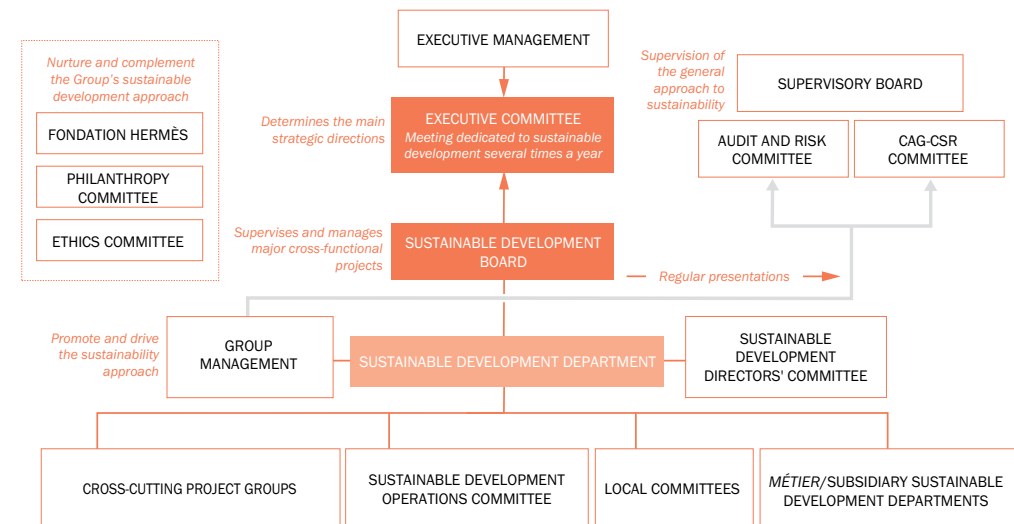 EXECUTIVE MANAGEMENT
Nurture and complement
the Group's sustainable
development approach
FONDATION HERMÈS
PHILANTHROPY
COMMITTEE
ETHICS COMMITTEE
Determines the main
strategic directions
EXECUTIVE COMMITTEE
Meeting dedicated to sustainable
development several times a year
Supervision of
the general
approach to
sustainability
SUPERVISORY BOARD
AUDIT AND RISK
COMMITTEE
CAG-CSR
COMMITTEE
Supervises and manages
major cross-functional
projects
SUSTAINABLE DEVELOPMENT
BOARD
Regular presentations
Promote and drive
the sustainability
approach
GROUP
MANAGEMENT
SUSTAINABLE DEVELOPMENT DEPARTMENT
SUSTAINABLE
DEVELOPMENT
DIRECTORS' COMMITTEE
CROSS-CUTTING PROJECT GROUPS
SUSTAINABLE DEVELOPMENT
OPERATIONS COMMITTEE
LOCAL COMMITTEES
MÉTIER/SUBSIDIARY SUSTAINABLE
DEVELOPMENT DEPARTMENTS